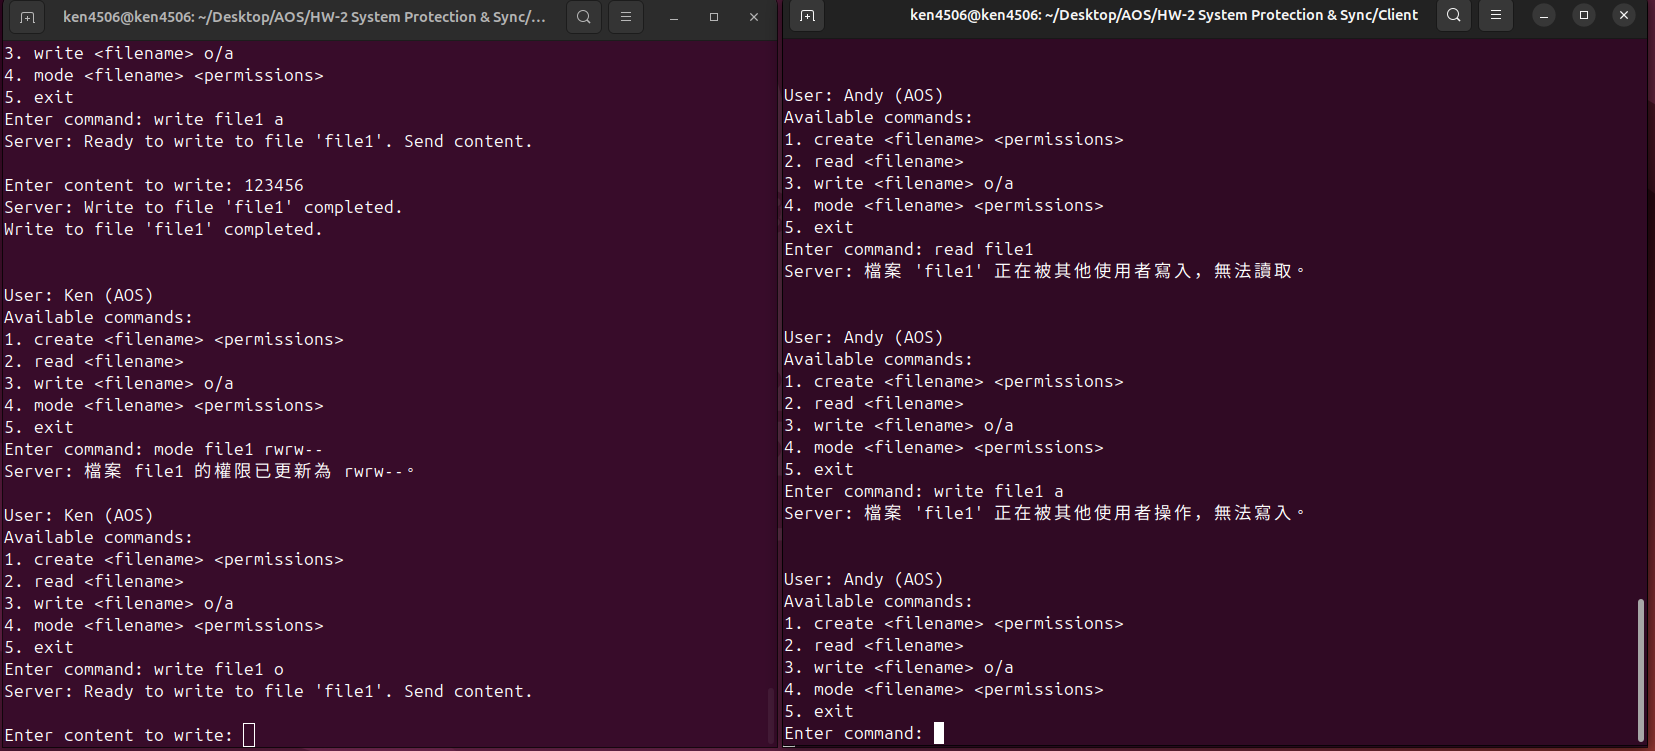 ken4506@ken4506: ~/Desktop/AOS/HW-2 System Protection & Sync/...
3. write <filename> o/a
4. mode <filename> <permissions>
5. exit
Enter command: write file1 a
Server: Ready to write to file 'file1'. Send content.
Enter content to write: 123456
Server: Write to file 'file1' completed.
Write to file 'file1' completed.
User: Ken (AOS)
Available commands:
1. create <filename> <permissions>
2. read <filename>
3. write <filename> o/a
4. mode <filename> <permissions>
5. exit
Enter command: mode file1 rwrw--
Server: 檔案 file1 的權限已更新為 rwrw--。
User: Ken (AOS)
Available commands:
1. create <filename> <permissions>
2. read <filename>
3. write <filename> o/a
4. mode <filename> <permissions>
5. exit
Enter command: write file1 o
Server: Ready to write to file 'file1'. Send content.
Enter content to write:
ken4506@ken4506: ~/Desktop/AOS/HW-2 System Protection & Sync/Client
User: Andy (AOS)
Available commands:
1. create <filename> <permissions>
2. read <filename>
3. write <filename> o/a
4. mode <filename> <permissions>
5. exit
Enter command: read file1
Server: 檔案 'file1' 正在被其他使用者寫入，無法讀取。
User: Andy (AOS)
Available commands:
1. create <filename> <permissions>
2. read <filename>
3. write <filename> o/a
4. mode <filename> <permissions>
5. exit
Enter command: write file1 a
Server: 檔案 'file1' 正在被其他使用者操作，無法寫入。
User: Andy (AOS)
Available commands:
1. create <filename> <permissions>
2. read <filename>
3. write <filename> o/a
4. mode <filename> <permissions>
5. exit
Enter command: